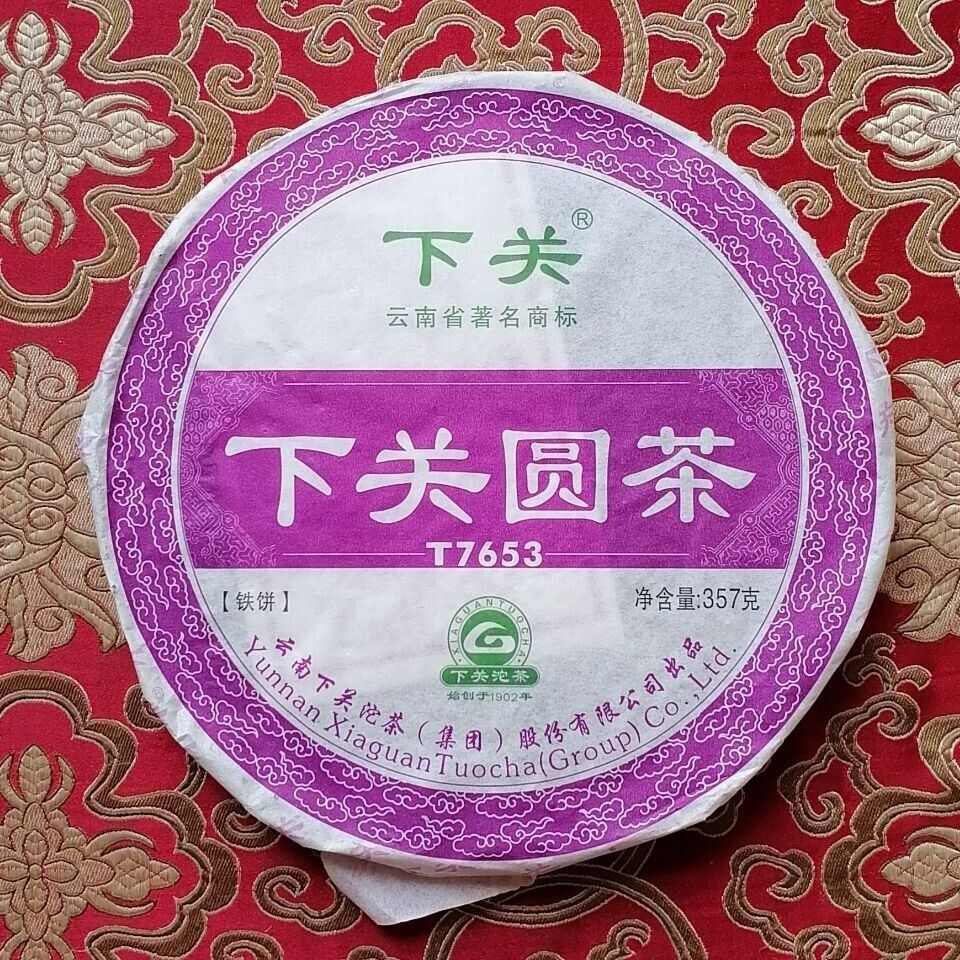 下关®
云南省著名商标
下关圆茶
T7653
【铁饼】
净含量:357克
·XIAGUANTUOCHA·
下关沱茶
始创于1902年
云南下关沱茶(集团)股份有限公司出品
Yunnan Xiaguan Tuocha(Group) Co.,Ltd.